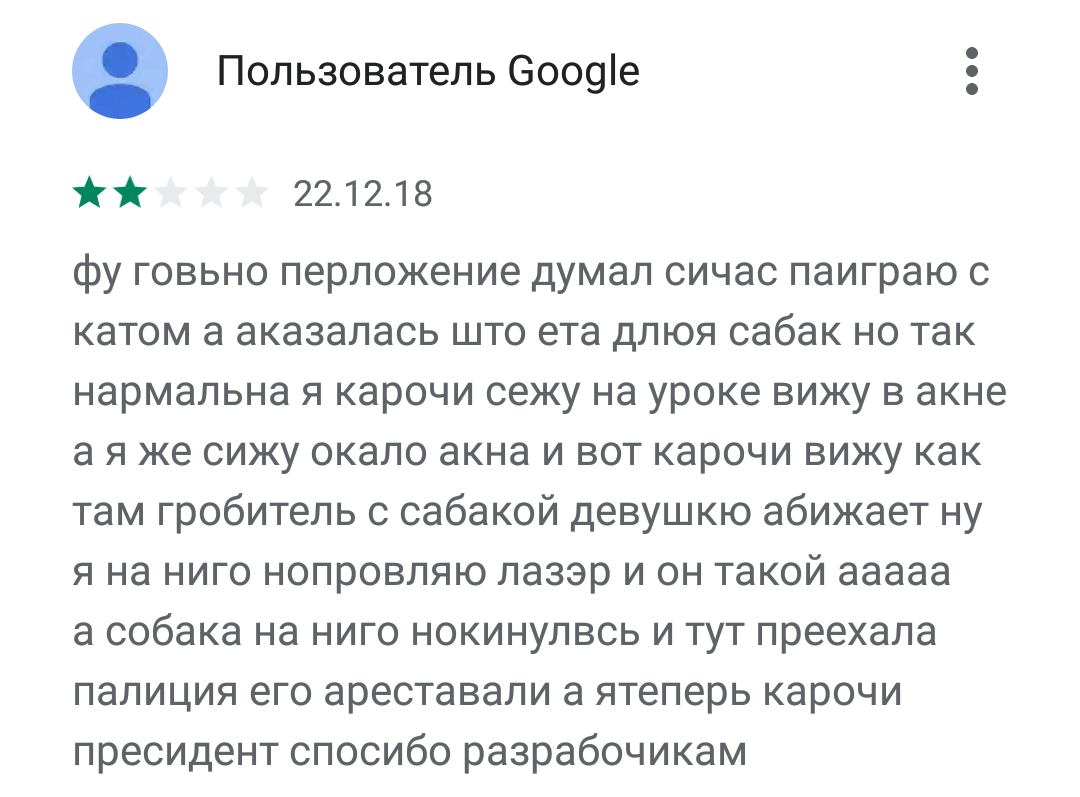 Пользователь Google
22.12.18
фу говьно перложение думал сичас паиграю с
катом а аказалась што ета длюя сабак но так
нармальна я карочи сежу на уроке вижу в акне
а я же сижу окало акна и вот карочи вижу как
там гробитель с сабакой девушкю абижает ну
я на ниго нопровляю лазэр и он такой ааааа
а собака на ниго нокинулвсь и тут преехала
палиция его ареставали а ятеперь карочи
президент спосибо разрабочикам